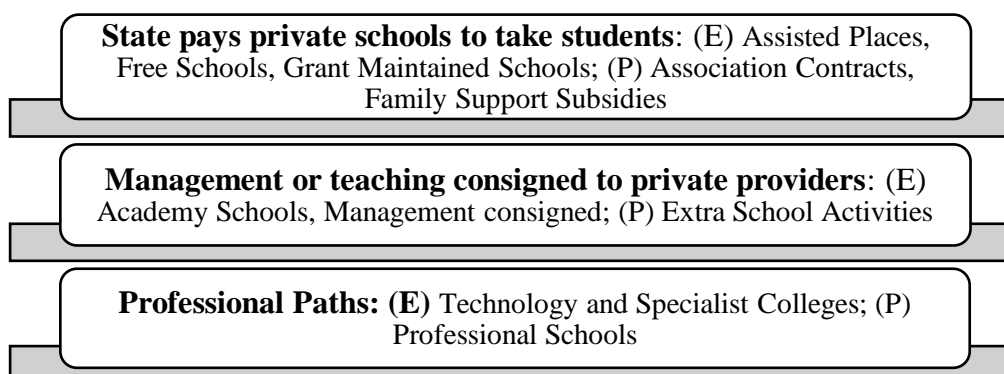 State pays private schools to take students: (E) Assisted Places,
Free Schools, Grant Maintained Schools; (P) Association Contracts,
Family Support Subsidies
Management or teaching consigned to private providers: (E)
Academy Schools, Management consigned; (P) Extra School Activities
Professional Paths: (E) Technology and Specialist Colleges; (P)
Professional Schools